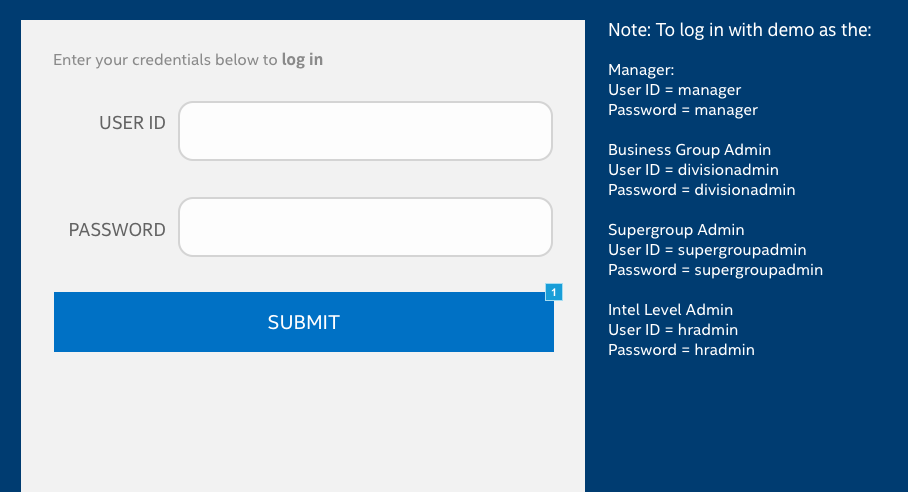 Enter your credentials below to log in
USER ID
PASSWORD
1
SUBMIT
Note: To log in with demo as the:
Manager:
User ID = manager
Password = manager
Business Group Admin
User ID = divisionadmin
Password = divisionadmin
Supergroup Admin
User ID = supergroupadmin
Password = supergroupadmin
Intel Level Admin
User ID = hradmin
Password = hradmin